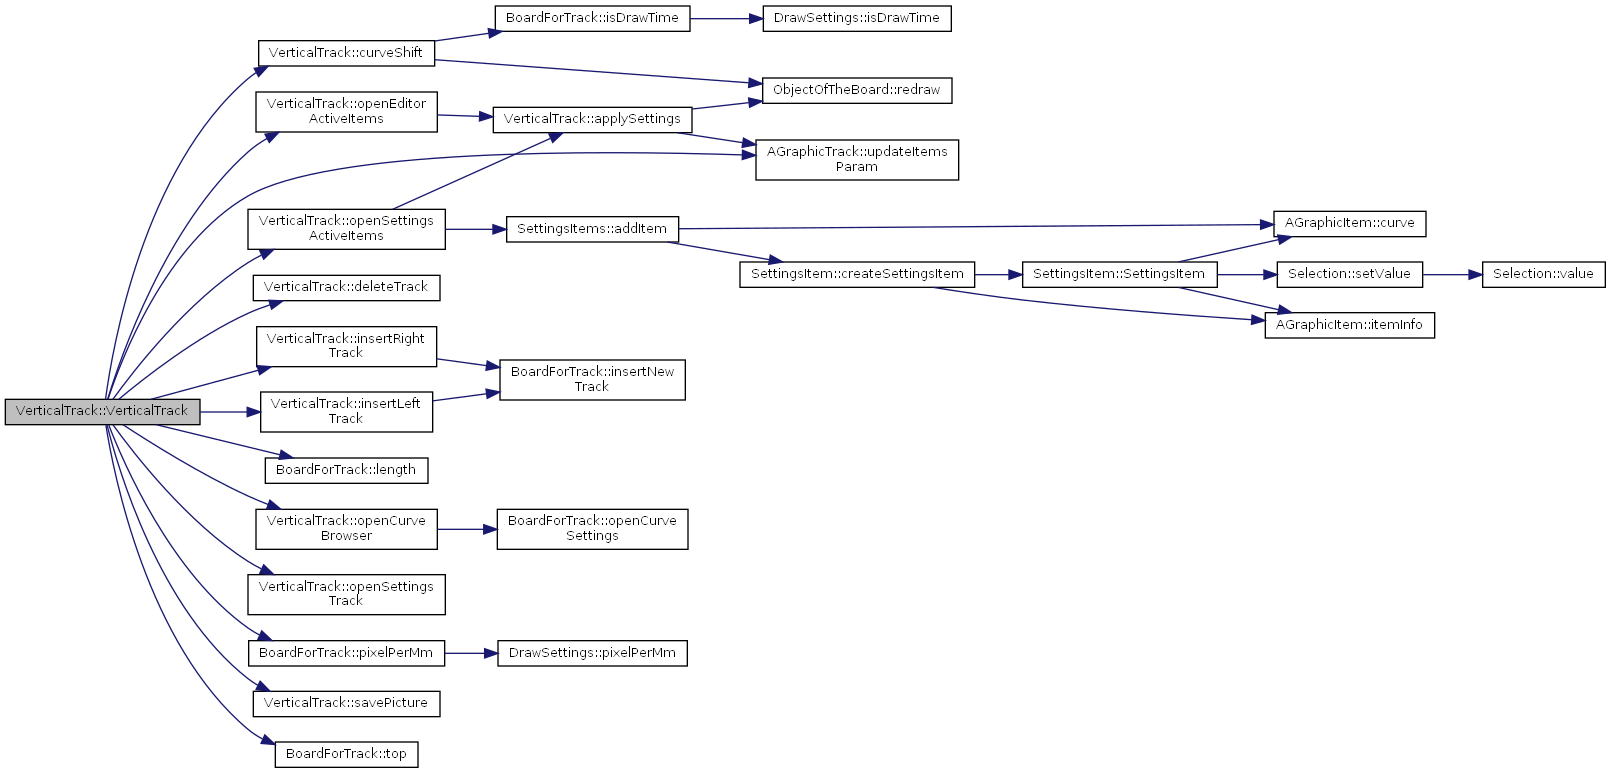 BoardForTrack::isDrawTime
DrawSettings::isDrawTime
VerticalTrack::curveShift
ObjectOfTheBoard::redraw
VerticalTrack::openEditor
ActiveItems
VerticalTrack::applySettings
AGraphicTrack::updateItems
Param
VerticalTrack::openSettings
ActiveItems
SettingsItems::addItem
AGraphicItem::curve
SettingsItem::createSettingsItem
SettingsItem::SettingsItem
Selection::setValue
Selection::value
VerticalTrack::deleteTrack
AGraphicItem::itemInfo
VerticalTrack::insertRight
Track
BoardForTrack::insertNew
Track
VerticalTrack::VerticalTrack
VerticalTrack::insertLeft
Track
BoardForTrack::length
VerticalTrack::openCurve
Browser
BoardForTrack::openCurve
Settings
VerticalTrack::openSettings
Track
BoardForTrack::pixelPerMm
DrawSettings::pixelPerMm
VerticalTrack::savePicture
BoardForTrack::top